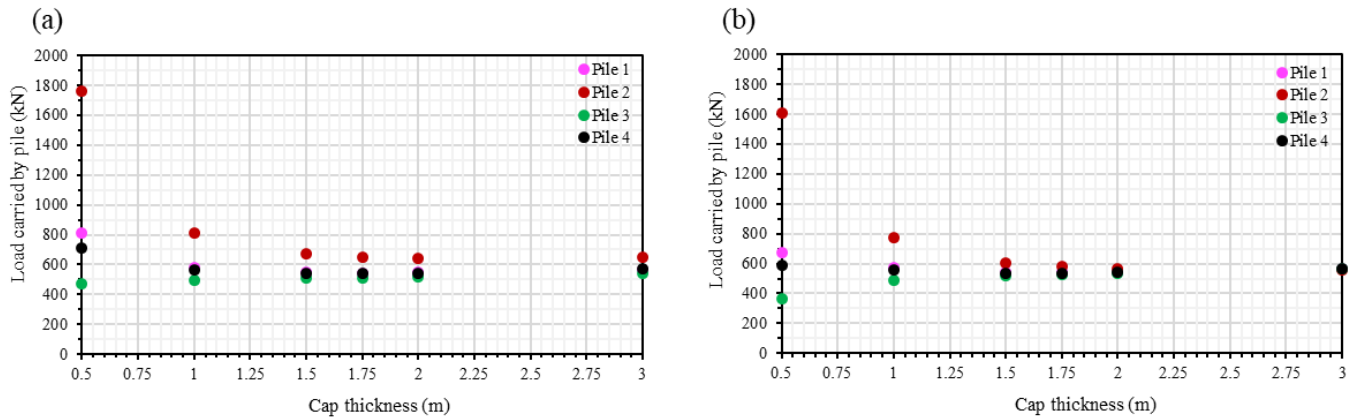 (a)
Load carried by pile (kN)
2000
1800
1600
1400
1200
1000
800
600
400
200
0
Pile 1
Pile 2
Pile 3
Pile 4
0.5 0.75 1 1.25 1.5 1.75 2 2.25 2.5 2.75 3
Cap thickness (m)
(b)
Load carried by pile (kN)
2000
1800
1600
1400
1200
1000
800
600
400
200
0
Pile 1
Pile 2
Pile 3
Pile 4
0.5 0.75 1 1.25 1.5 1.75 2 2.25 2.5 2.75 3
Cap thickness (m)